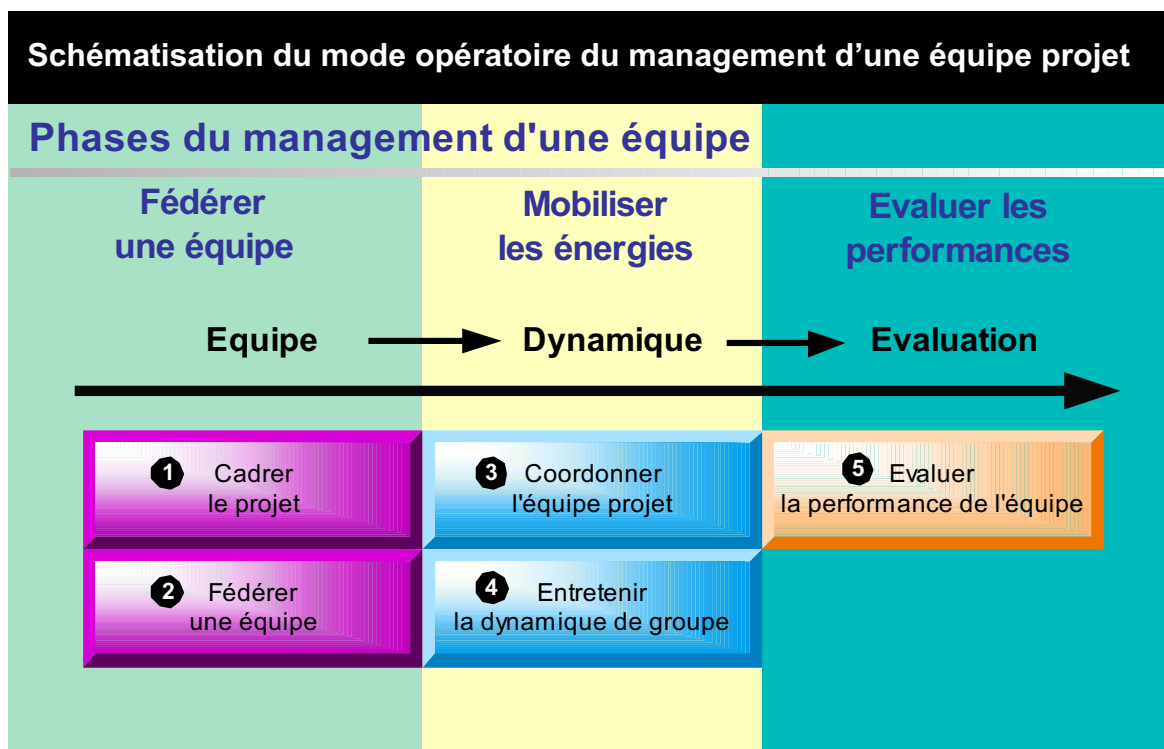 Schématisation du mode opératoire du management d’une équipe projet
Phases du management d'une équipe
Fédérer
une équipe
Mobiliser
les énergies
Evaluer les
performances
Equipe
Dynamique
Evaluation
1 Cadrer
le projet
2 Fédérer
une équipe
3 Coordonner
l'équipe projet
4 Entretenir
la dynamique de groupe
5 Evaluer
la performance de l'équipe